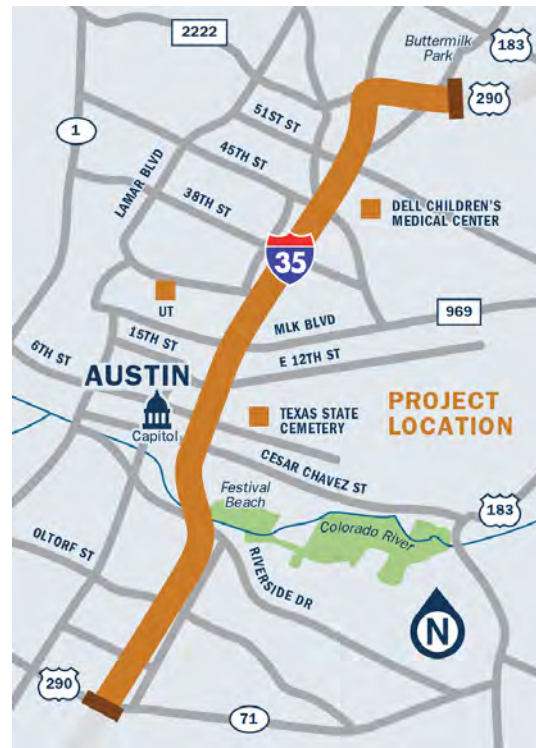 2222
Buttermilk
Park
183
290
1
51ST ST
45TH ST
LAMAR BLVD
38TH ST
DELL CHILDREN'S
MEDICAL CENTER
35
UT
MLK BLVD
969
15TH ST
E 12TH ST
6TH ST
AUSTIN
Capitol
TEXAS STATE
CEMETERY
PROJECT
LOCATION
CESAR CHAVEZ ST
Festival
Beach
183
Colorado River
OLTORF ST
RIVERSIDE DR
N
290
71